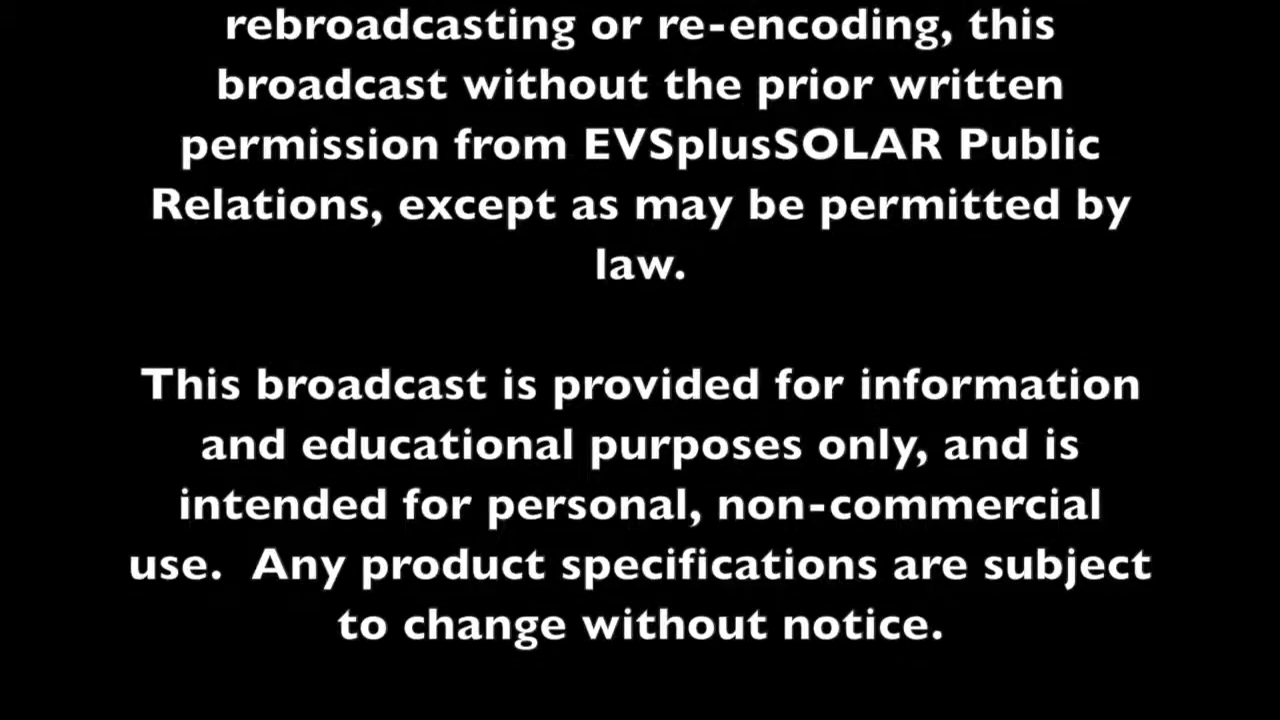 rebroadcasting or re-encoding, this
broadcast without the prior written
permission from EVSplusSOLAR Public
Relations, except as may be permitted by
law.
This broadcast is provided for information
and educational purposes only, and is
intended for personal, non-commercial
use.  Any product specifications are subject
to change without notice.